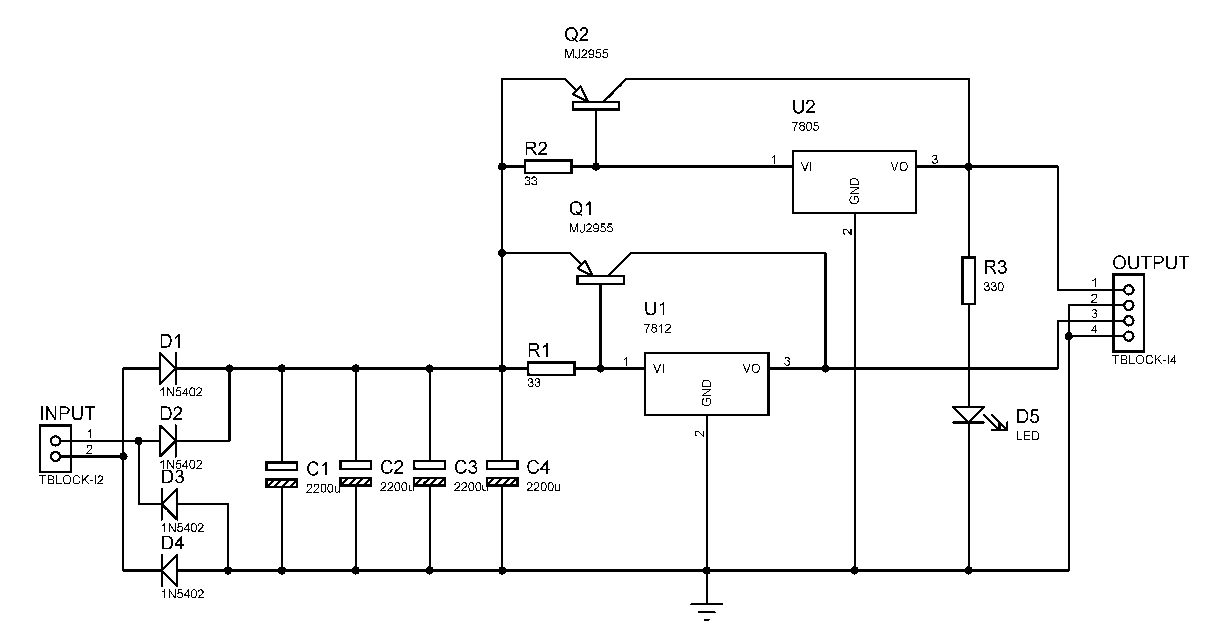 Q2
MJ2955
U2
7805
R2
33
1
VI
VO
3
GND
2
Q1
MJ2955
R3
330
OUTPUT
1
2
3
4
TBLOCK-I4
U1
7812
R1
33
1
VI
VO
3
GND
2
D1
1N5402
INPUT
1
2
TBLOCK-I2
D2
1N5402
D3
1N5402
D4
1N5402
C1
2200u
C2
2200u
C3
2200u
C4
2200u
D5
LED